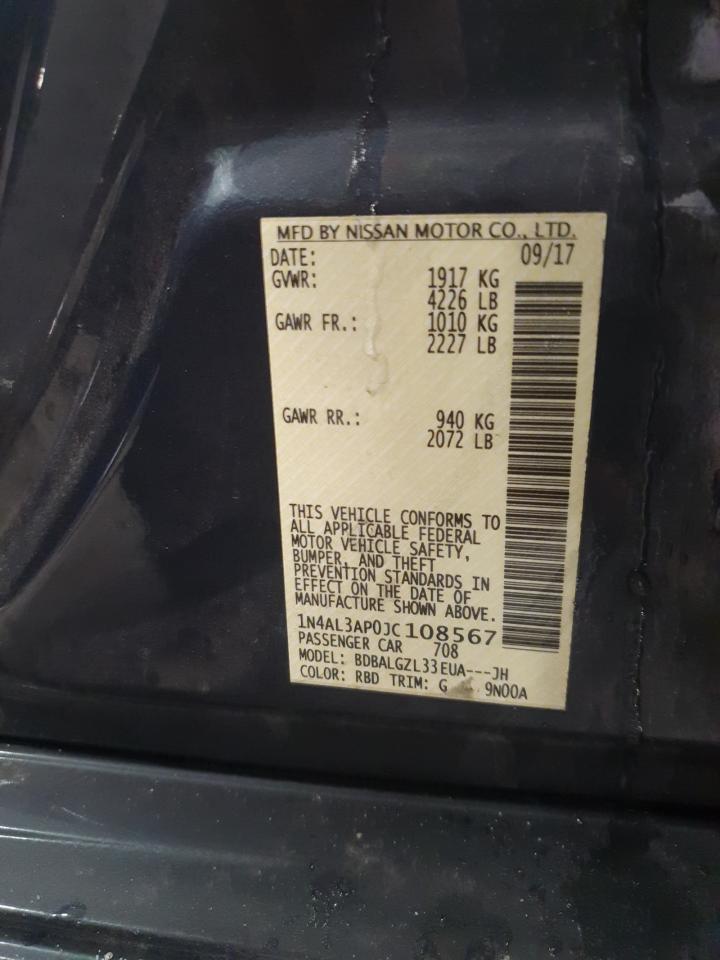 MFD BY NISSAN MOTOR CO., LTD.
DATE: 09/17
GVWR: 1917 KG
4226 LB
GAWR FR.: 1010 KG
2227 LB
GAWR RR.: 940 KG
2072 LB
THIS VEHICLE CONFORMS TO
ALL APPLICABLE FEDERAL
MOTOR VEHICLE SAFETY,
BUMPER, AND THEFT
PREVENTION STANDARDS IN
EFFECT ON THE DATE OF
MANUFACTURE SHOWN ABOVE.
1N4AL3AP0JC108567
PASSENGER CAR 708
MODEL: BDBALGZL33EUA---JH
COLOR: RBD TRIM: G 9N00A